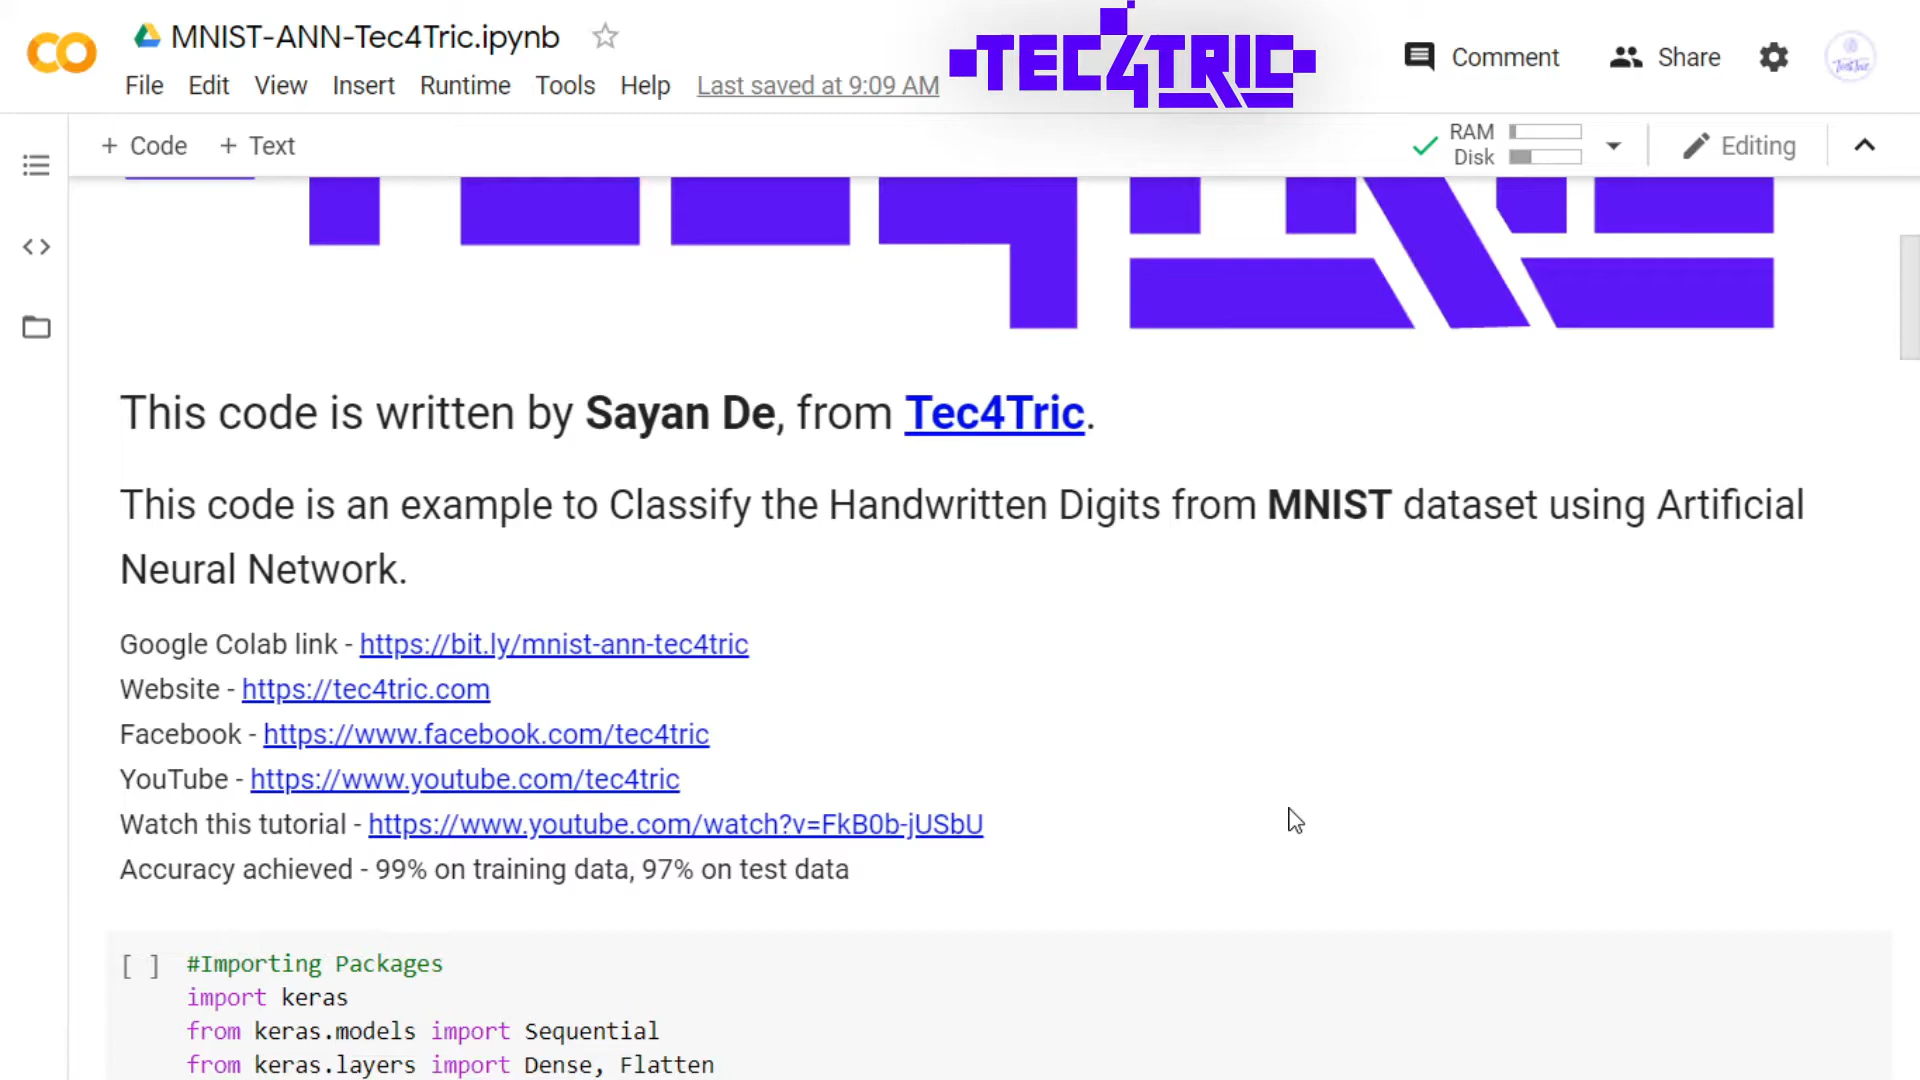 MNIST-ANN-Tec4Tric.ipynb
TEC4TRIC
Comment
Share
File Edit View Insert Runtime Tools Help Last saved at 9:09 AM
+ Code + Text
RAM
Disk
Editing
This code is written by Sayan De, from Tec4Tric.
This code is an example to Classify the Handwritten Digits from MNIST dataset using Artificial
Neural Network.
Google Colab link - https://bit.ly/mnist-ann-tec4tric
Website - https://tec4tric.com
Facebook - https://www.facebook.com/tec4tric
YouTube - https://www.youtube.com/tec4tric
Watch this tutorial - https://www.youtube.com/watch?v=FkB0b-jUSbU
Accuracy achieved - 99% on training data, 97% on test data
[ ] #Importing Packages
import keras
from keras.models import Sequential
from keras.layers import Dense, Flatten